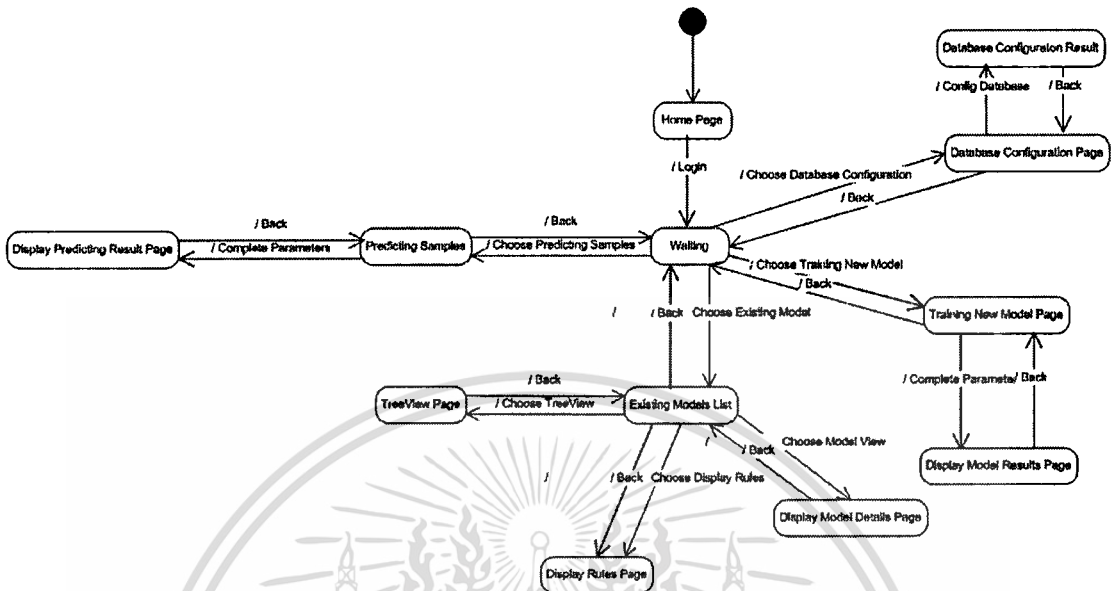 Database Configuraion Result
/ Config Database
/ Back
Home Page
Database Configuration Page
/ Login
/ Choose Database Configuration
/ Back
/ Back
/ Back
Display Predicting Result Page
/ Complete Parameters
Predicting Samples
/ Choose Predicting Samples
Waiting
/ Choose Training New Model
/ Back
/
/ Back
Choose Existing Model
Training New Model Page
/ Complete Paramete
/ Back
/ Back
TreeView Page
/ Choose TreeView
Existing Models List
/
/ Back
Choose Model View
Display Model Results Page
/
/ Back
Choose Display Rules
Display Model Details Page
Display Rules Page